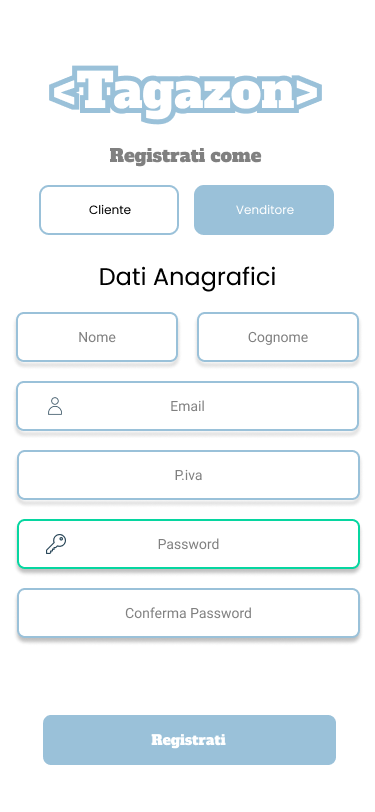 <Tagazon>
Registrati come
Cliente Venditore
Dati Anagrafici
Nome Cognome
Email
P.iva
Password
Conferma Password
Registrati